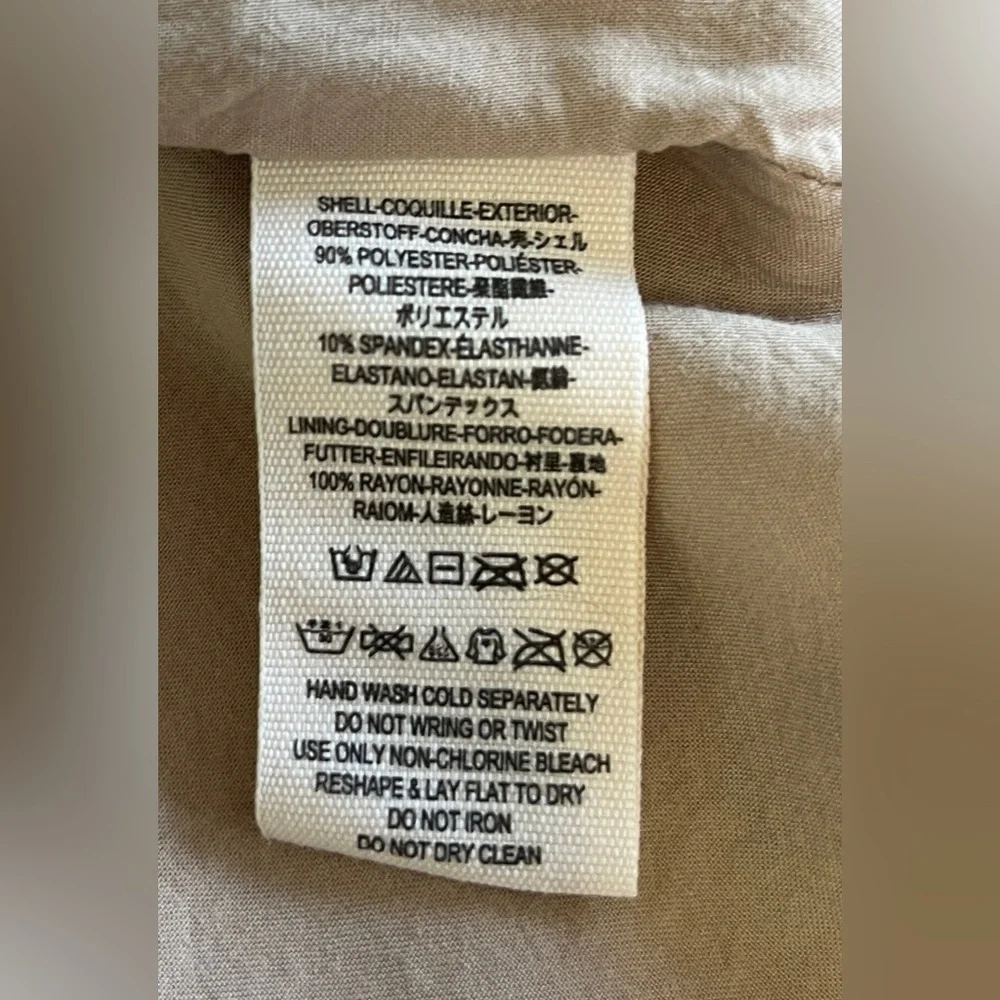 SHELL-COQUILLE-EXTERIOR-
OBERSTOFF-CONCHA-壳-シェル
90% POLYESTER-POLIÉSTER-
POLIESTERE-聚酯纖維-
ポリエステル
10% SPANDEX-ÉLASTHANNE-
ELASTANO-ELASTAN-氨綸-
スパンデックス
LINING-DOUBLURE-FORRO-FODERA-
FUTTER-ENFILEIRANDO-衬里-裏地
100% RAYON-RAYONNE-RAYÓN-
RAIOM-人造絲-レーヨン
HAND WASH COLD SEPARATELY
DO NOT WRING OR TWIST
USE ONLY NON-CHLORINE BLEACH
RESHAPE & LAY FLAT TO DRY
DO NOT IRON
DO NOT DRY CLEAN